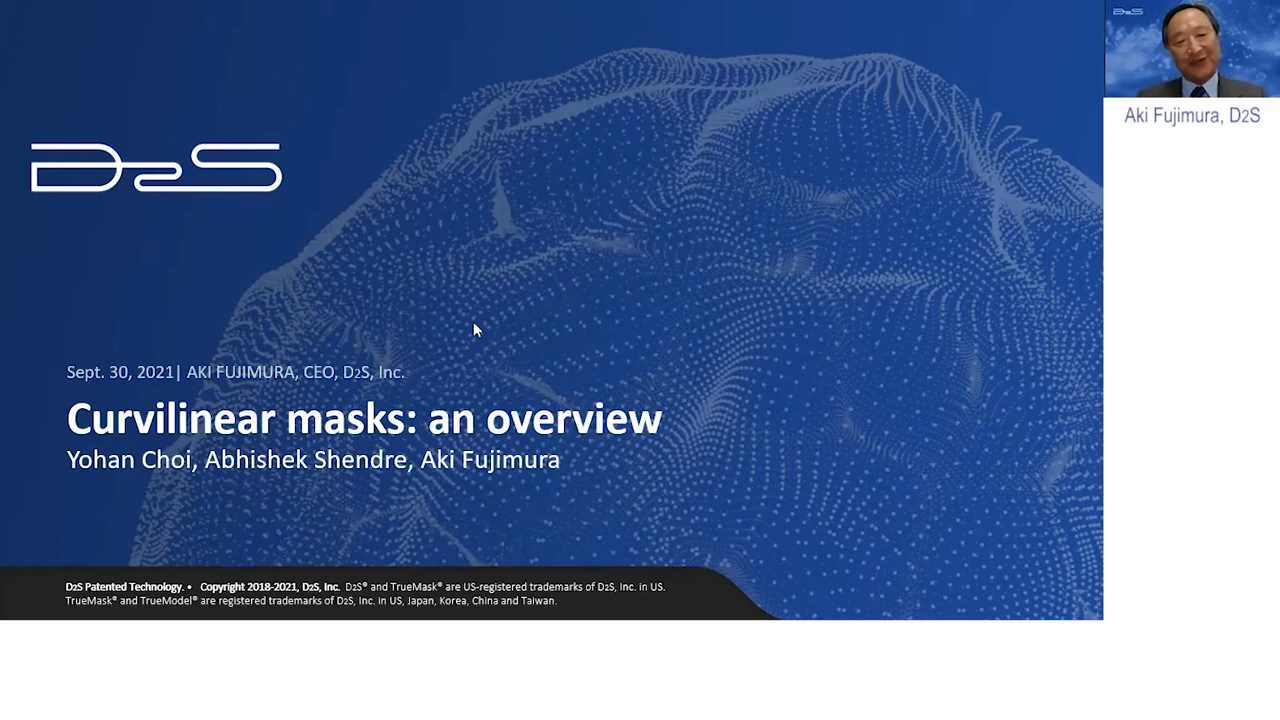 D2S
Sept. 30, 2021| AKI FUJIMURA, CEO, D2S, Inc.
Curvilinear masks: an overview
Yohan Choi, Abhishek Shendre, Aki Fujimura
D2S Patented Technology. • Copyright 2018-2021, D2S, Inc. D2S® and TrueMask® are US-registered trademarks of D2S, Inc. in US.
TrueMask® and TrueModel® are registered trademarks of D2S, Inc. in US, Japan, Korea, China and Taiwan.
D2S
Aki Fujimura, D2S